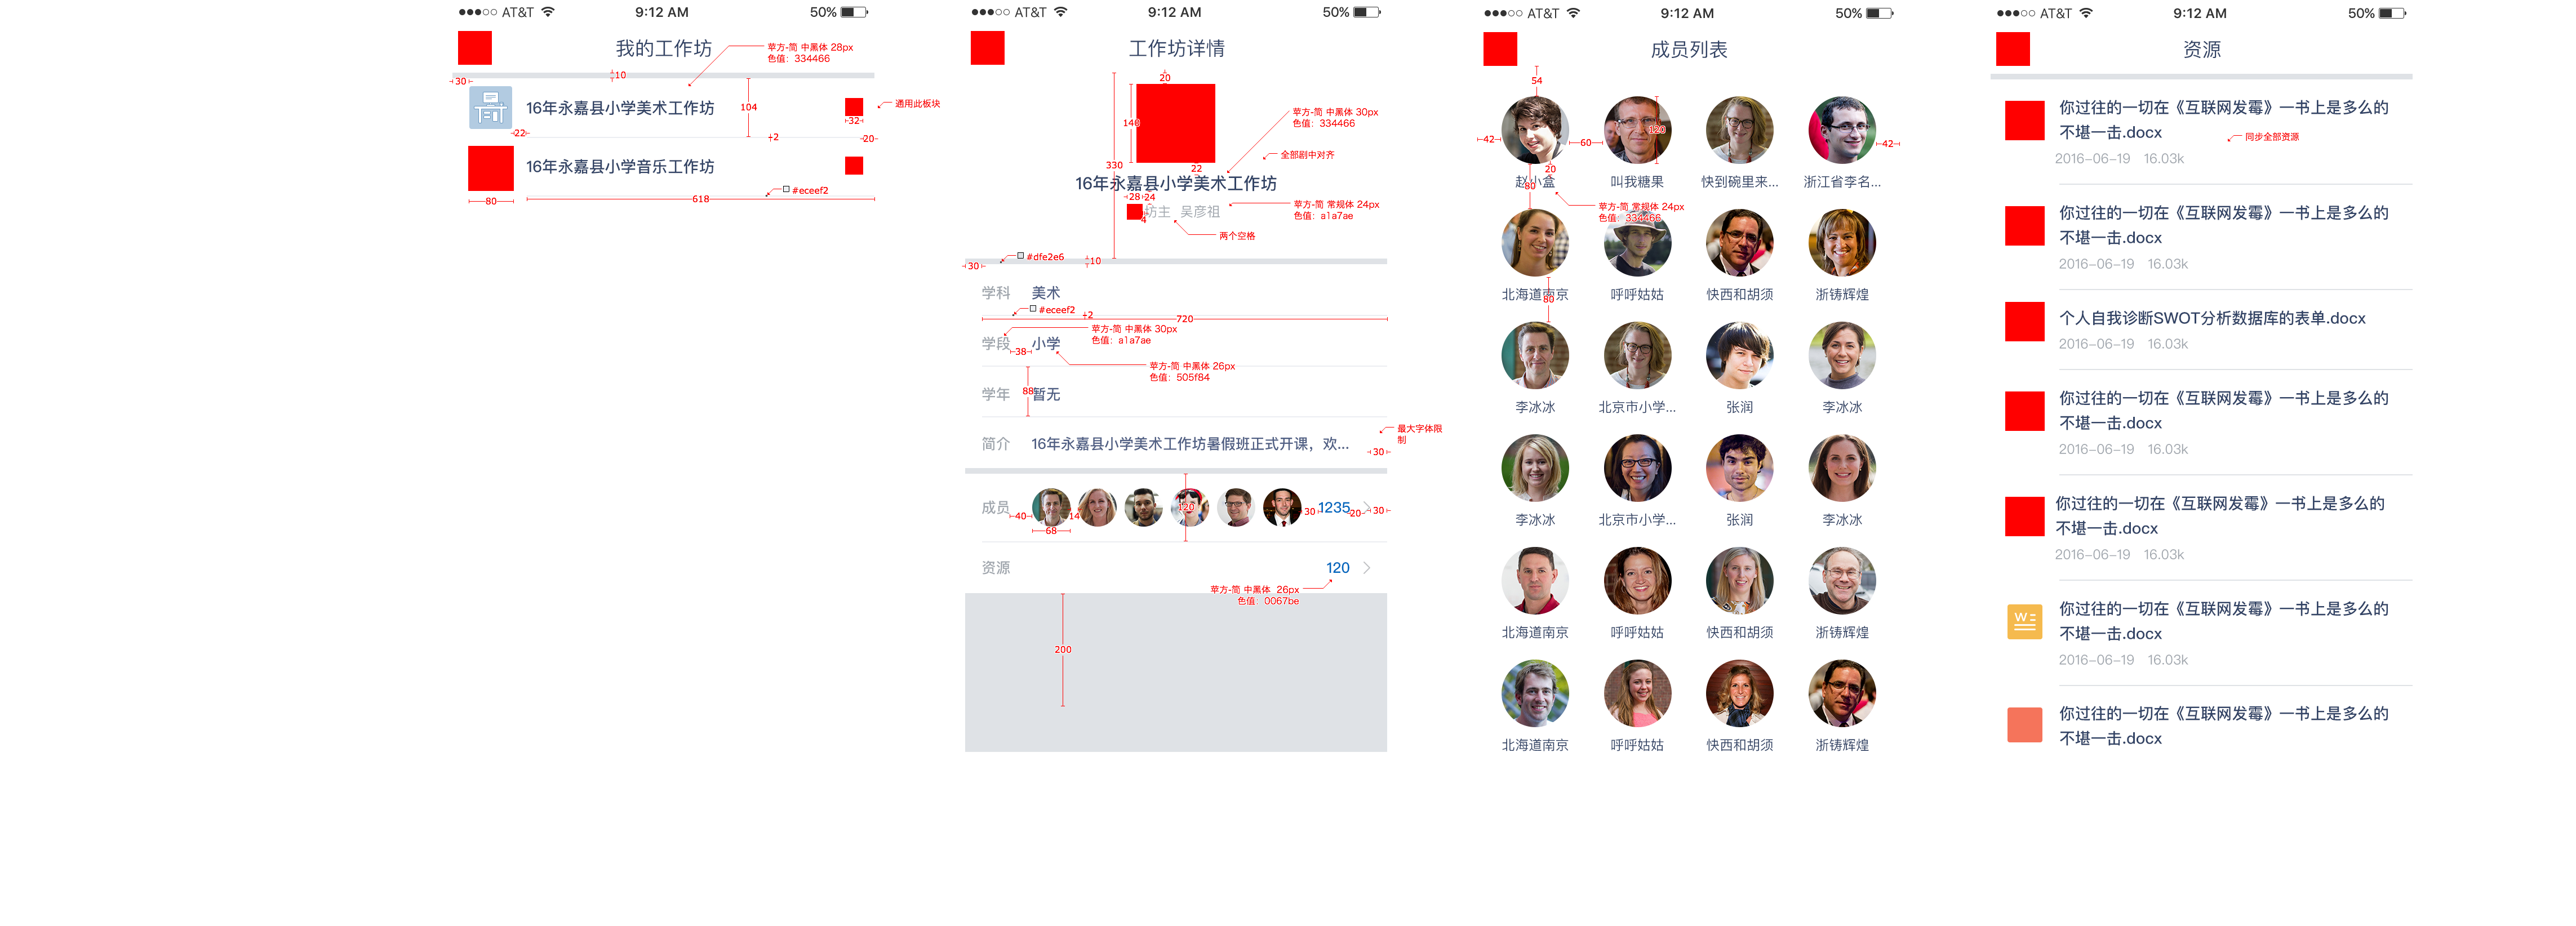 AT&T 9:12 AM 50%
我的工作坊
苹方-简 中黑体 28px
色值：334466
10
30
16年永嘉县小学美术工作坊
104
32
通用此板块
22
2
20
16年永嘉县小学音乐工作坊
#eceef2
80
618
AT&T 9:12 AM 50%
工作坊详情
20
140
330
苹方-简 中黑体 30px
色值：334466
全部剧中对齐
22
16年永嘉县小学美术工作坊
28
24
坊主 吴彦祖
4
苹方-简 常规体 24px
色值：a1a7ae
两个空格
#dfe2e6
10
30
学科 美术
#eceef2
2
720
苹方-简 中黑体 30px
色值：a1a7ae
学段 小学
38
苹方-简 中黑体 26px
色值：505f84
88
学年 暂无
最大字体限
制
简介 16年永嘉县小学美术工作坊暑假班正式开课，欢...
30
成员 1235
40
14
120
30
20
30
68
资源 120
苹方-简 中黑体 26px
色值：0067be
200
AT&T 9:12 AM 50%
成员列表
54
42
60
120
42
20
80
赵小盒 叫我糖果 快到碗里来... 浙江省李名...
苹方-简 常规体 24px
色值：334466
北海道南京 呼呼姑姑 快西和胡须 浙铸辉煌
80
李冰冰 北京市小学... 张润 李冰冰
李冰冰 北京市小学... 张润 李冰冰
北海道南京 呼呼姑姑 快西和胡须 浙铸辉煌
北海道南京 呼呼姑姑 快西和胡须 浙铸辉煌
AT&T 9:12 AM 50%
资源
你过往的一切在《互联网发霉》一书上是多么的
不堪一击.docx
同步全部资源
2016-06-19 16.03k
你过往的一切在《互联网发霉》一书上是多么的
不堪一击.docx
2016-06-19 16.03k
个人自我诊断SWOT分析数据库的表单.docx
2016-06-19 16.03k
你过往的一切在《互联网发霉》一书上是多么的
不堪一击.docx
2016-06-19 16.03k
你过往的一切在《互联网发霉》一书上是多么的
不堪一击.docx
2016-06-19 16.03k
W
你过往的一切在《互联网发霉》一书上是多么的
不堪一击.docx
2016-06-19 16.03k
你过往的一切在《互联网发霉》一书上是多么的
不堪一击.docx